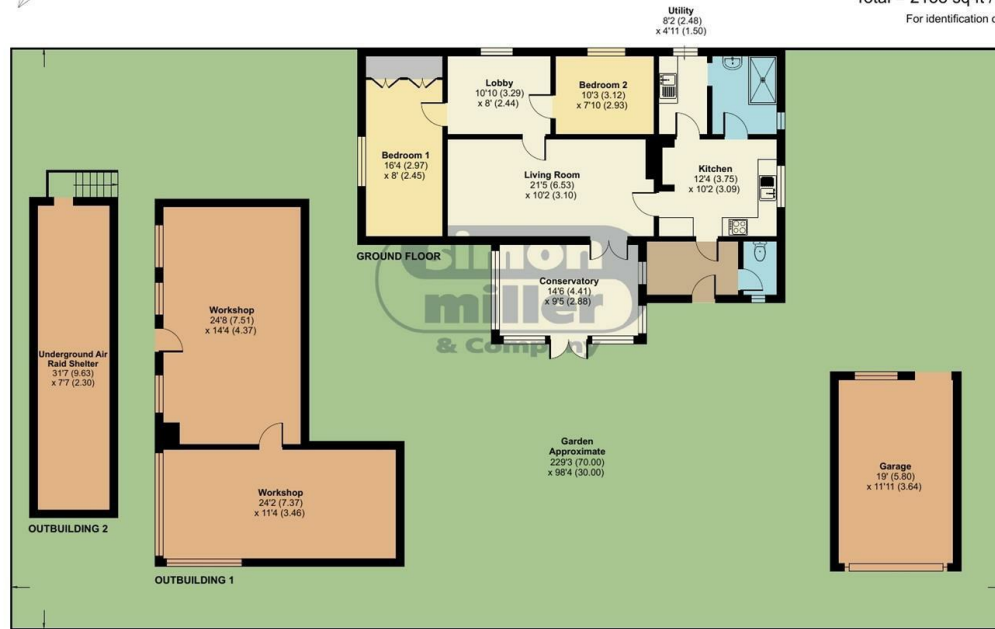 Utility
8'2 (2.48)
x 4'11 (1.50)
For identification
Lobby
10'10 (3.29)
x 8' (2.44)
Bedroom 2
10'3 (3.12)
x 7'10 (2.93)
Bedroom 1
16'4 (2.97)
x 8' (2.45)
Living Room
21'5 (6.53)
x 10'2 (3.10)
Kitchen
12'4 (3.75)
x 10'2 (3.09)
GROUND FLOOR
simon
miller
& Company
Conservatory
14'6 (4.41)
x 9'5 (2.88)
Workshop
24'8 (7.51)
x 14'4 (4.37)
Underground Air
Raid Shelter
31'7 (9.63)
x 7'7 (2.30)
Garden
Approximate
229'3 (70.00)
x 98'4 (30.00)
Garage
19' (5.80)
x 11'11 (3.64)
Workshop
24'2 (7.37)
x 11'4 (3.46)
OUTBUILDING 2
OUTBUILDING 1